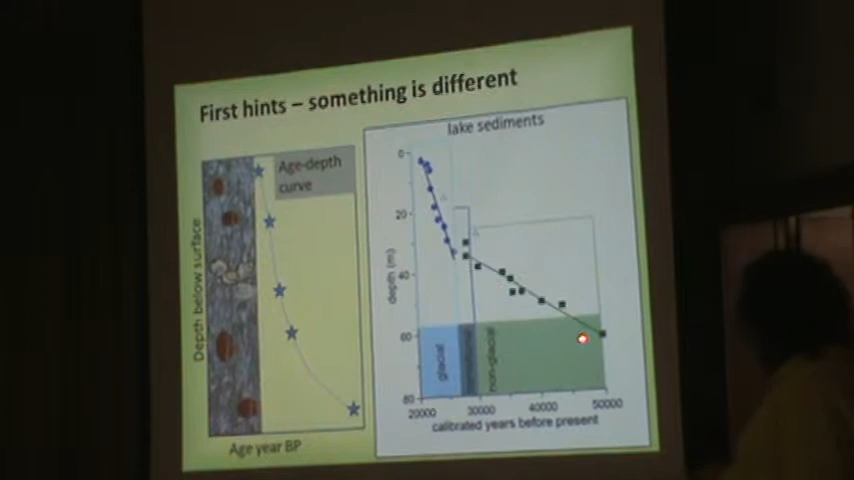 First hints – something is different
Age-depth
curve
Depth below surface
Age year BP
lake sediments
0
20
40
60
80
depth (m)
glacial
non-glacial
20000
30000
40000
50000
calibrated years before present